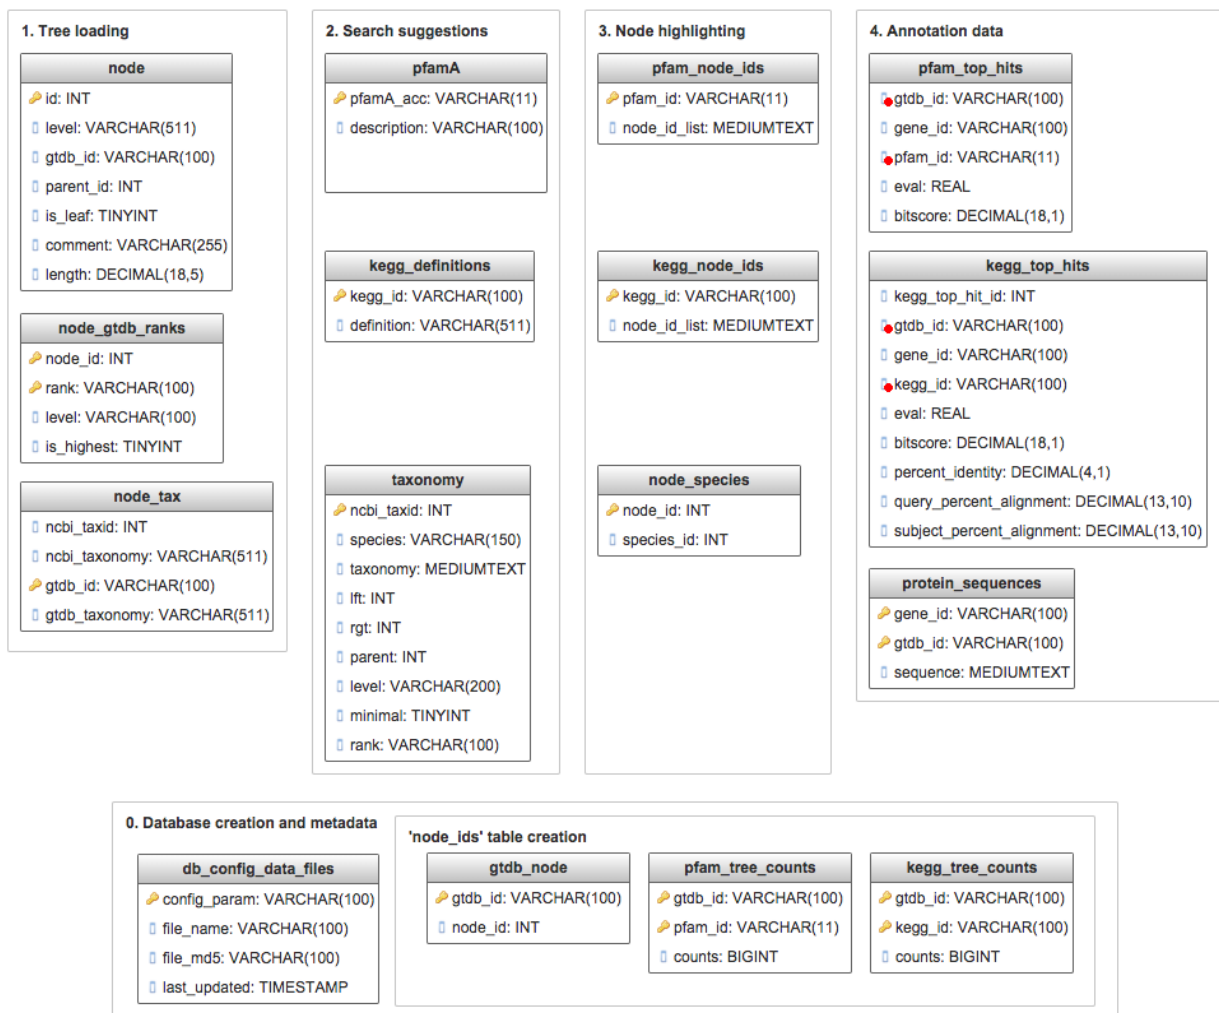 1. Tree loading
node
id: INT
level: VARCHAR(511)
gtdb_id: VARCHAR(100)
parent_id: INT
is_leaf: TINYINT
comment: VARCHAR(255)
length: DECIMAL(18,5)
node_gtdb_ranks
node_id: INT
rank: VARCHAR(100)
level: VARCHAR(100)
is_highest: TINYINT
node_tax
ncbi_taxid: INT
ncbi_taxonomy: VARCHAR(511)
gtdb_id: VARCHAR(100)
gtdb_taxonomy: VARCHAR(511)
2. Search suggestions
pfamA
pfamA_acc: VARCHAR(11)
description: VARCHAR(100)
kegg_definitions
kegg_id: VARCHAR(100)
definition: VARCHAR(511)
taxonomy
ncbi_taxid: INT
species: VARCHAR(150)
taxonomy: MEDIUMTEXT
lft: INT
rgt: INT
parent: INT
level: VARCHAR(200)
minimal: TINYINT
rank: VARCHAR(100)
3. Node highlighting
pfam_node_ids
pfam_id: VARCHAR(11)
node_id_list: MEDIUMTEXT
kegg_node_ids
kegg_id: VARCHAR(100)
node_id_list: MEDIUMTEXT
node_species
node_id: INT
species_id: INT
4. Annotation data
pfam_top_hits
gtdb_id: VARCHAR(100)
gene_id: VARCHAR(100)
pfam_id: VARCHAR(11)
eval: REAL
bitscore: DECIMAL(18,1)
kegg_top_hits
kegg_top_hit_id: INT
gtdb_id: VARCHAR(100)
gene_id: VARCHAR(100)
kegg_id: VARCHAR(100)
eval: REAL
bitscore: DECIMAL(18,1)
percent_identity: DECIMAL(4,1)
query_percent_alignment: DECIMAL(13,10)
subject_percent_alignment: DECIMAL(13,10)
protein_sequences
gene_id: VARCHAR(100)
gtdb_id: VARCHAR(100)
sequence: MEDIUMTEXT
0. Database creation and metadata
db_config_data_files
config_param: VARCHAR(100)
file_name: VARCHAR(100)
file_md5: VARCHAR(100)
last_updated: TIMESTAMP
'node_ids' table creation
gtdb_node
gtdb_id: VARCHAR(100)
node_id: INT
pfam_tree_counts
gtdb_id: VARCHAR(100)
pfam_id: VARCHAR(11)
counts: BIGINT
kegg_tree_counts
gtdb_id: VARCHAR(100)
kegg_id: VARCHAR(100)
counts: BIGINT